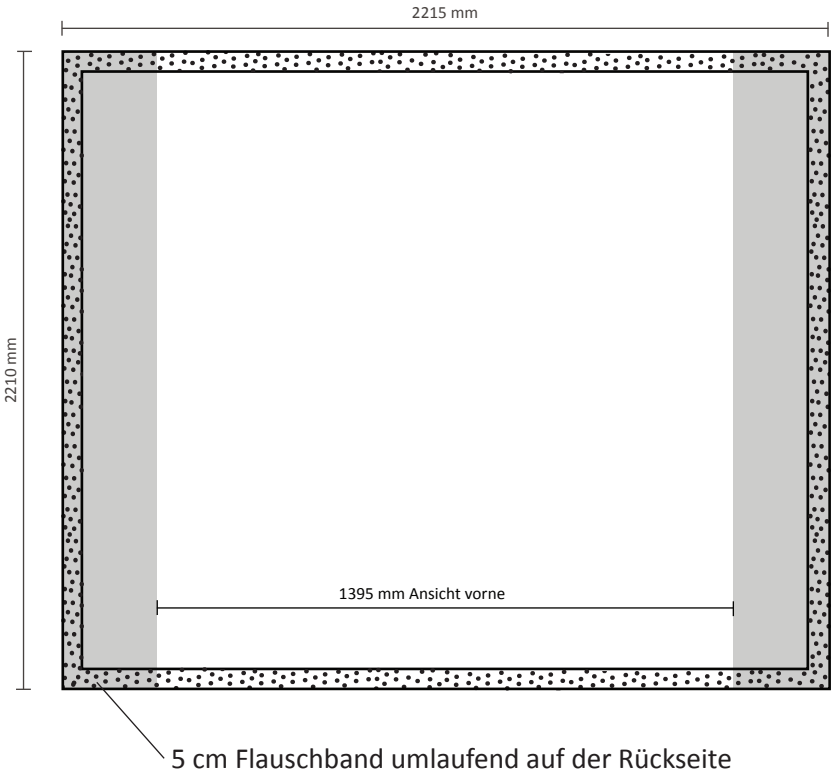 2215 mm
2210 mm
1395 mm Ansicht vorne
5 cm Flauschband umlaufend auf der Rückseite